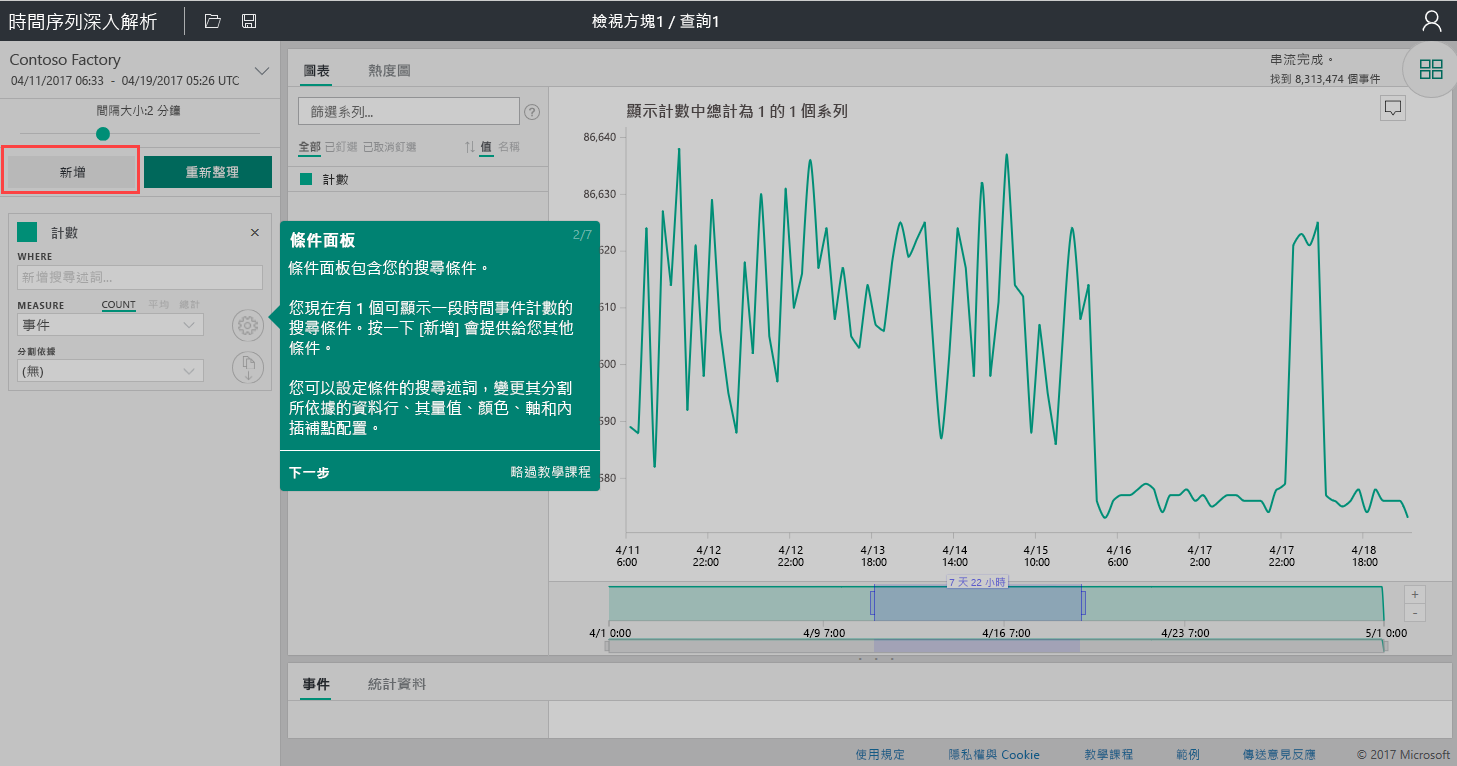 時間序列深入解析
檢視方塊1 / 查詢1
Contoso Factory
04/11/2017 06:33 - 04/19/2017 05:26 UTC
間隔大小:2 分鐘
新增
重新整理
計數
×
WHERE
新增搜尋述詞...
MEASURE
COUNT 平均 總計
事件
分割依據
(無)
圖表
熱度圖
串流完成。
找到 8,313,474 個事件
篩選系列...
?
全部 已釘選 已取消釘選
值 名稱
計數
條件面板
2/7
條件面板包含您的搜尋條件。
您現在有 1 個可顯示一段時間事件計數的
搜尋條件。按一下 [新增] 會提供給您其他
條件。
您可以設定條件的搜尋述詞，變更其分割
所依據的資料行、其量值、顏色、軸和內
插補點配置。
下一步
略過教學課程
顯示計數中總計為 1 的 1 個系列
86,640
86,630
620
610
600
590
580
4/11 4/12 4/12 4/13 4/14 4/15 4/16 4/17 4/17 4/18
6:00 22:00 22:00 18:00 14:00 10:00 6:00 2:00 22:00 18:00
7 天 22 小時
+
-
4/1 0:00 4/9 7:00 4/16 7:00 4/23 7:00 5/1 0:00
事件
統計資料
使用規定 隱私權與 Cookie 教學課程 範例 傳送意見反應 © 2017 Microsoft